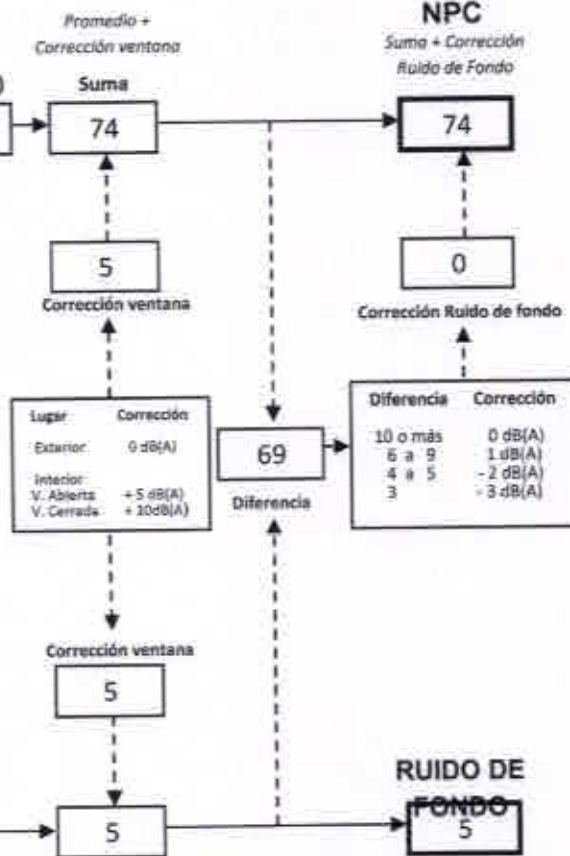 Promedio +
Corrección ventana
Suma
74
NPC
Suma + Corrección
Ruido de Fondo
74
5
Corrección ventana
0
Corrección Ruido de fondo
Lugar Corrección
Exterior 0 dB(A)
Interior
V. Abierta + 5 dB(A)
V. Cerrada + 10dB(A)
69
Diferencia
Diferencia Corrección
10 o más 0 dB(A)
6 a 9 - 1 dB(A)
4 a 5 - 2 dB(A)
3 - 3 dB(A)
Corrección ventana
5
5
RUIDO DE
FONDO
5